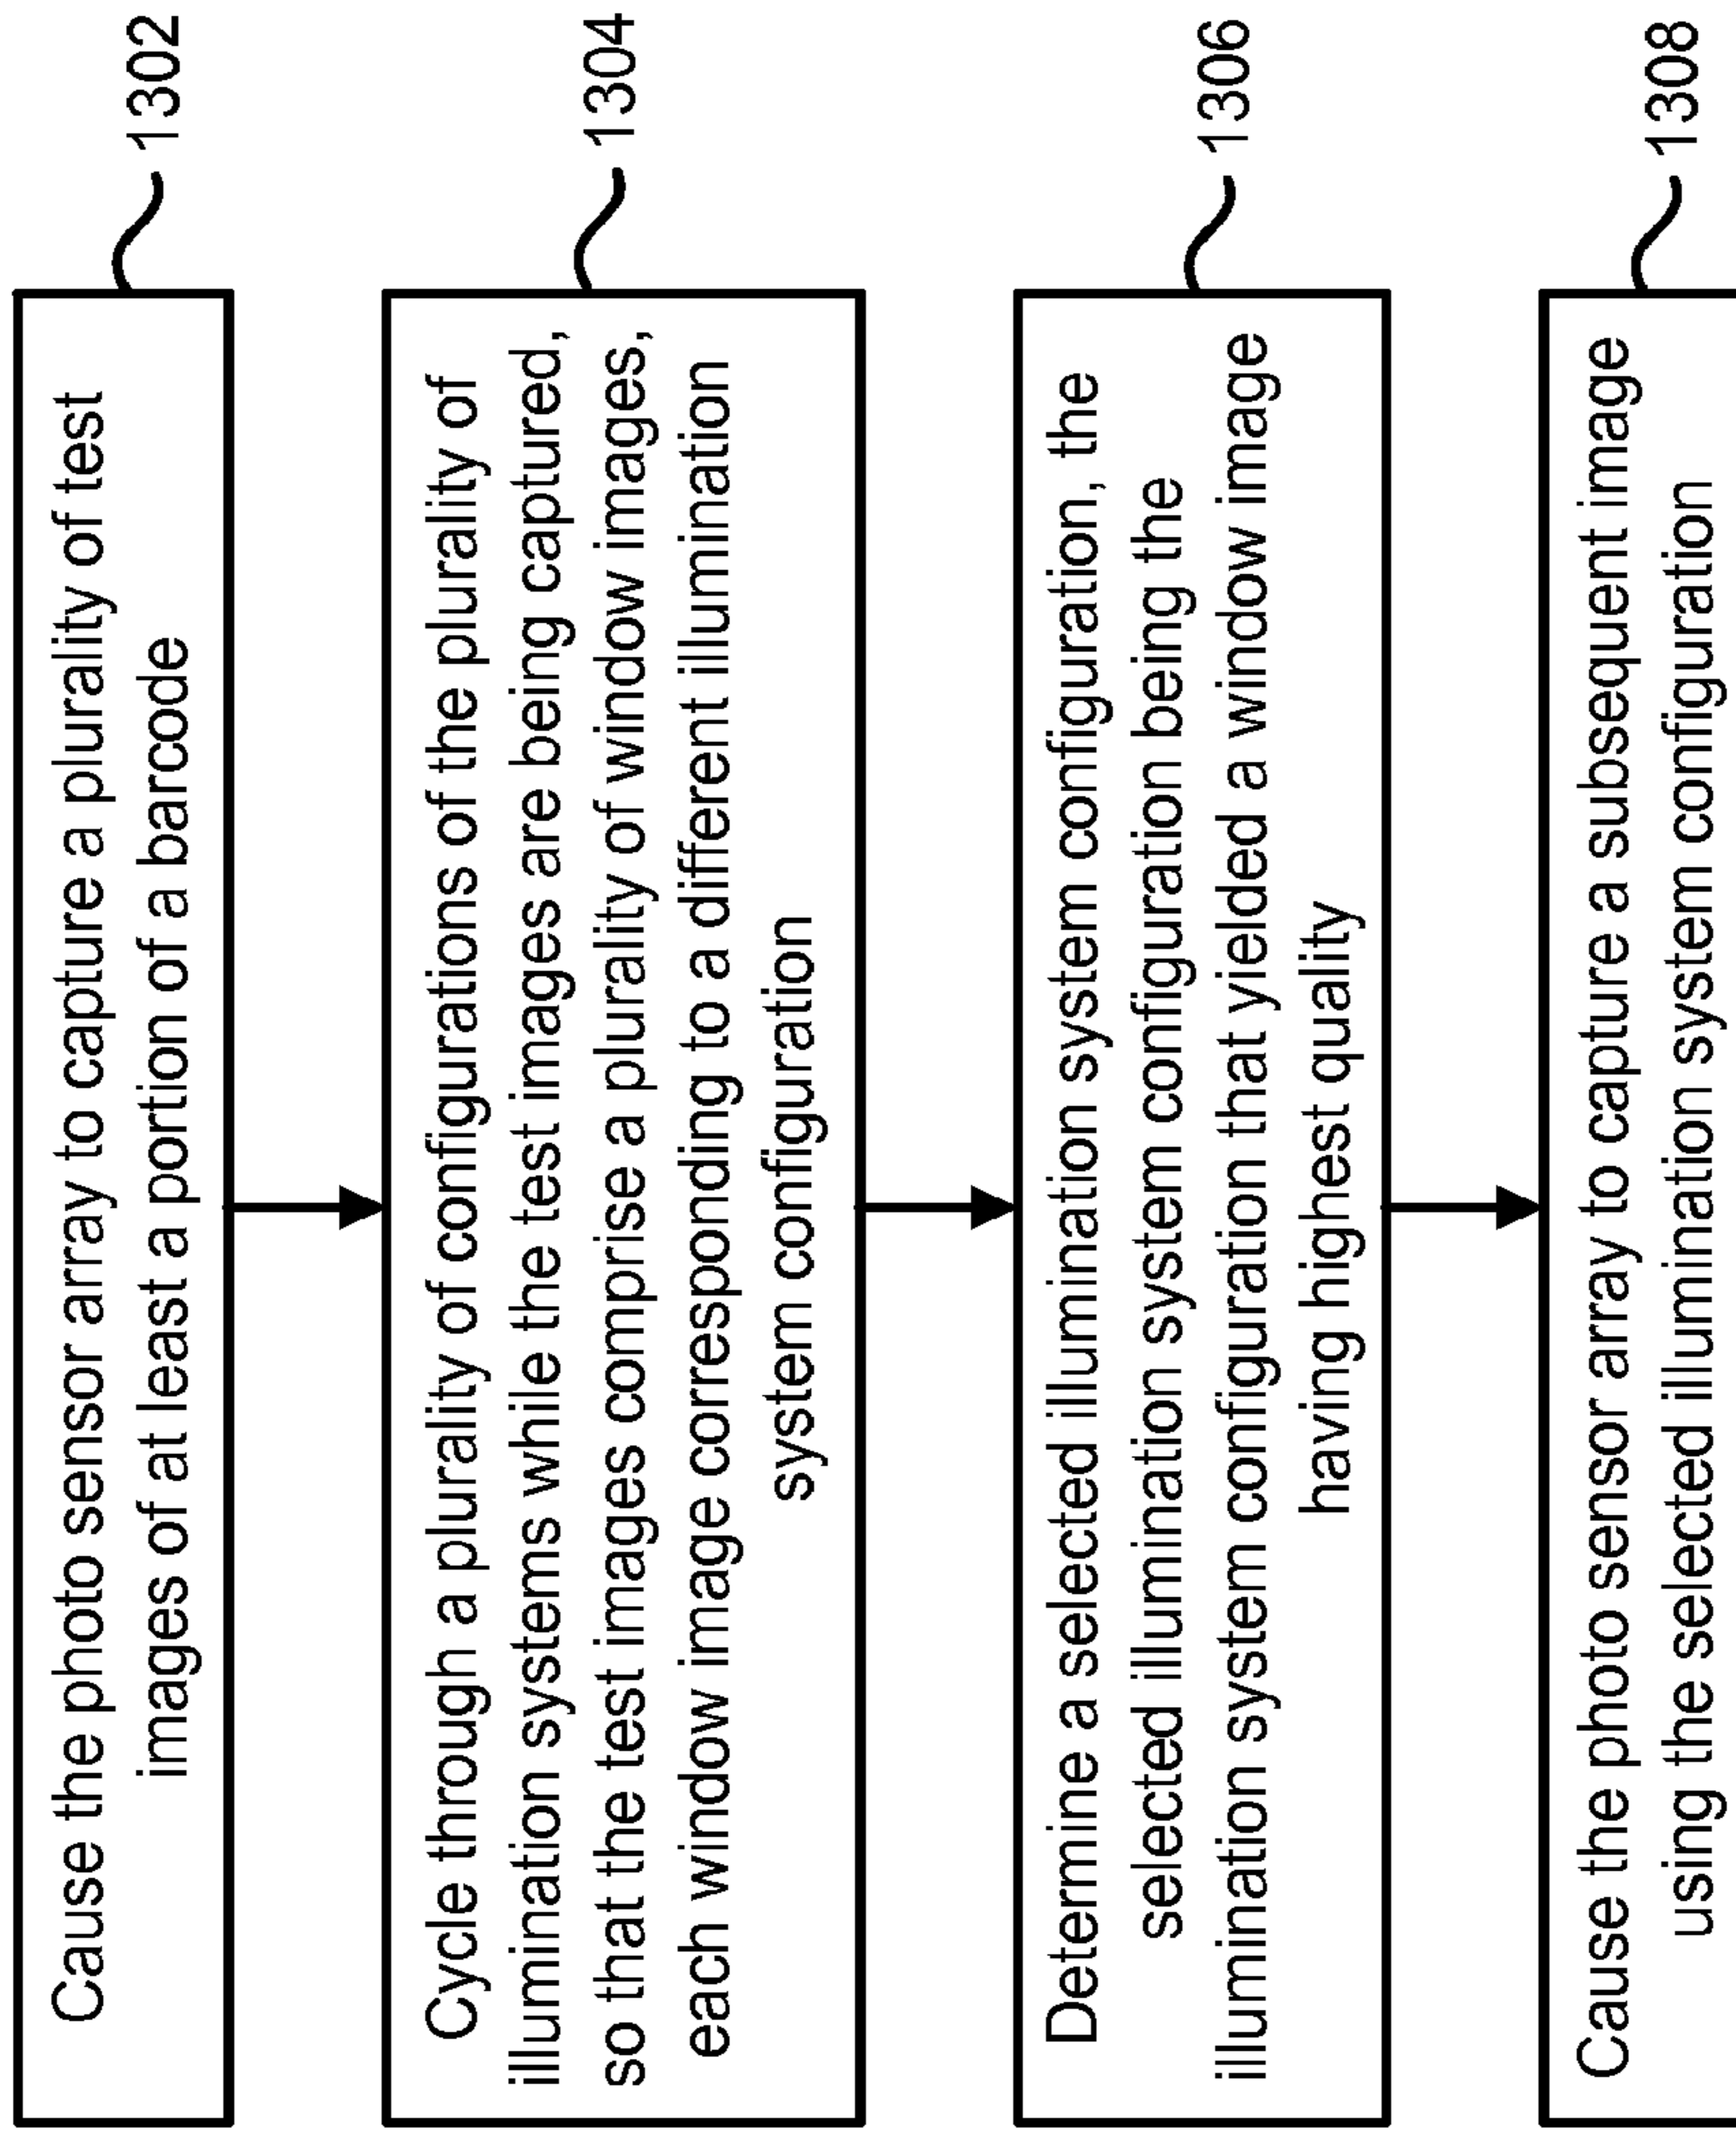 Cause the photo sensor array to capture a plurality of test
images of at least a portion of a barcode
1302
Cycle through a plurality of configurations of the plurality of
illumination systems while the test images are being captured,
so that the test images comprise a plurality of window images,
each window image corresponding to a different illumination
system configuration
1304
Determine a selected illumination system configuration, the
selected illumination system configuration being the
illumination system configuration that yielded a window image
having highest quality
1306
Cause the photo sensor array to capture a subsequent image
using the selected illumination system configuration
1308